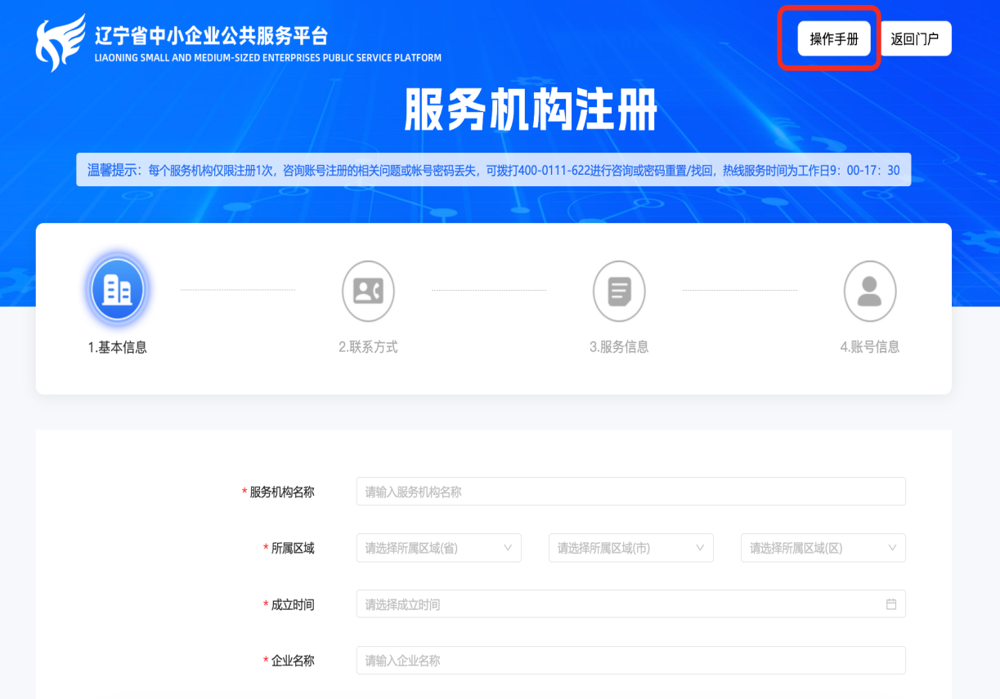 辽宁省中小企业公共服务平台
LIAONING SMALL AND MEDIUM-SIZED ENTERPRISES PUBLIC SERVICE PLATFORM
操作手册
返回门户
服务机构注册
温馨提示：每个服务机构仅限注册1次，咨询账号注册的相关问题或帐号密码丢失，可拨打400-0111-622进行咨询或密码重置/找回，热线服务时间为工作日9：00-17：30
1.基本信息
2.联系方式
3.服务信息
4.账号信息
* 服务机构名称
请输入服务机构名称
* 所属区域
请选择所属区域(省)
请选择所属区域(市)
请选择所属区域(区)
* 成立时间
请选择成立时间
* 企业名称
请输入企业名称